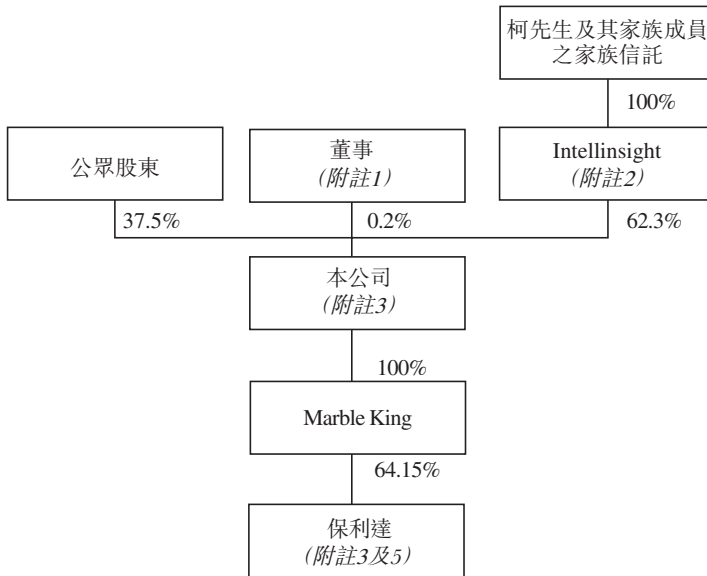 柯先生及其家族成員
之家族信託
100%
公眾股東
董事
(附註1)
Intellinsight
(附註2)
37.5%
0.2%
62.3%
本公司
(附註3)
100%
Marble King
64.15%
保利達
(附註3及5)